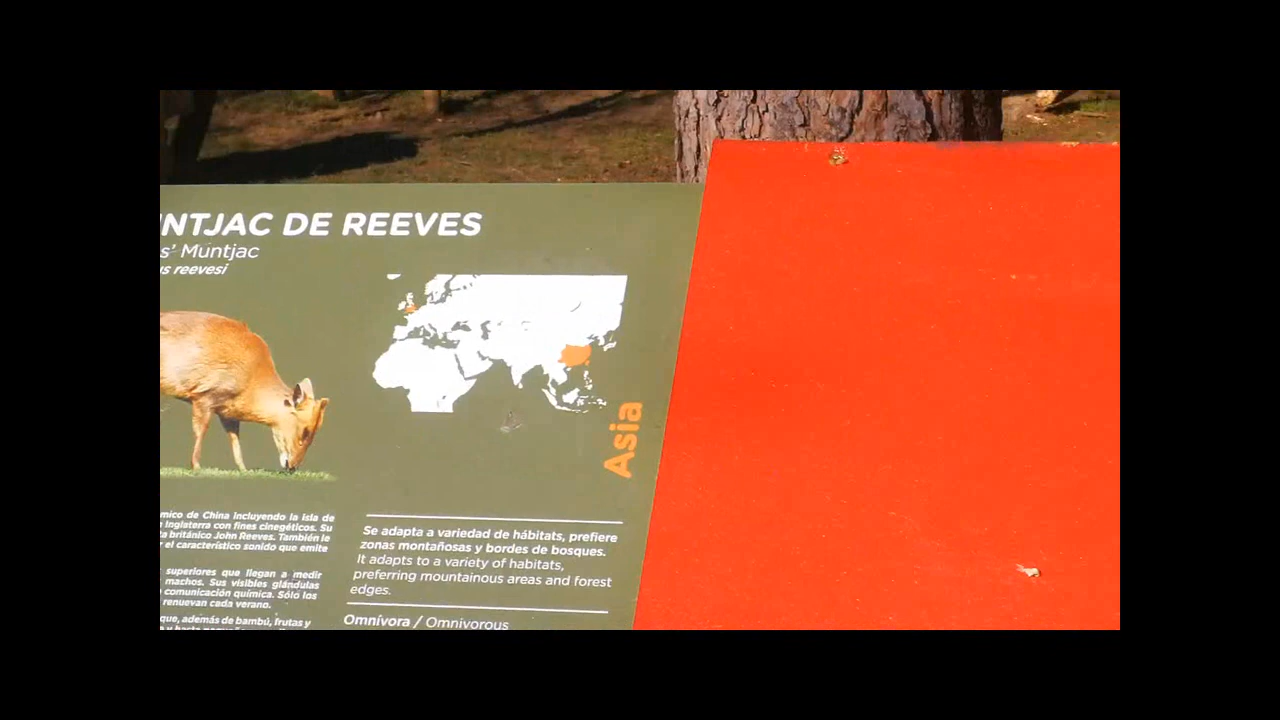 NTJAC DE REEVES
s' Muntjac
s reevesi
Asia
mico de China incluyendo la isla de
Inglaterra con fines cinegéticos. Su
ta británico John Reeves. También le
r el característico sonido que emite
superiores que llegan a medir
machos. Sus visibles glándulas
comunicación química. Sólo los
renuevan cada verano.
que, además de bambú, frutas y
Se adapta a variedad de hábitats, prefiere
zonas montañosas y bordes de bosques.
It adapts to a variety of habitats,
preferring mountainous areas and forest
edges.
Omnívora / Omnivorous